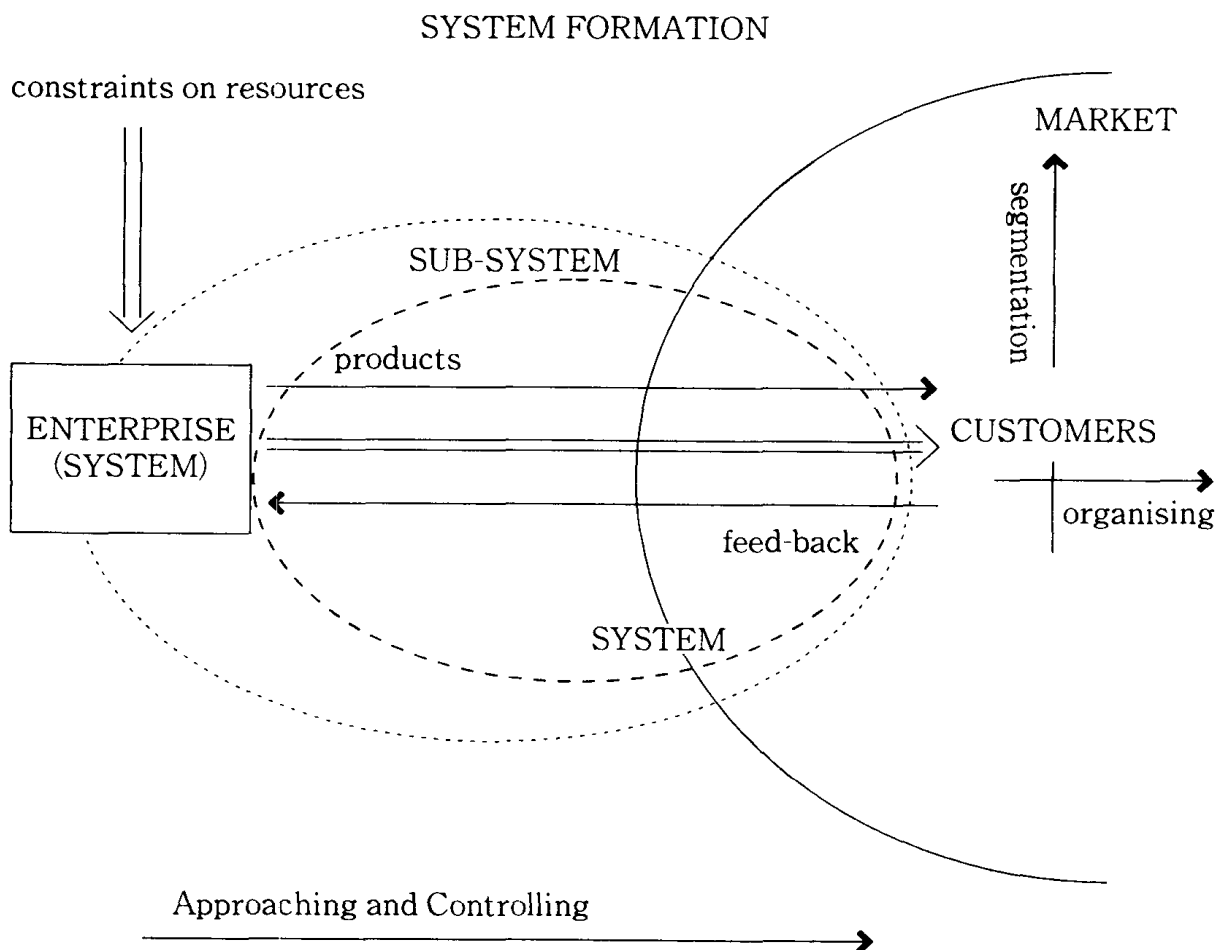 SYSTEM FORMATION
constraints on resources
MARKET
segmentation
SUB-SYSTEM
products
ENTERPRISE
(SYSTEM)
CUSTOMERS
organising
feed-back
SYSTEM
Approaching and Controlling